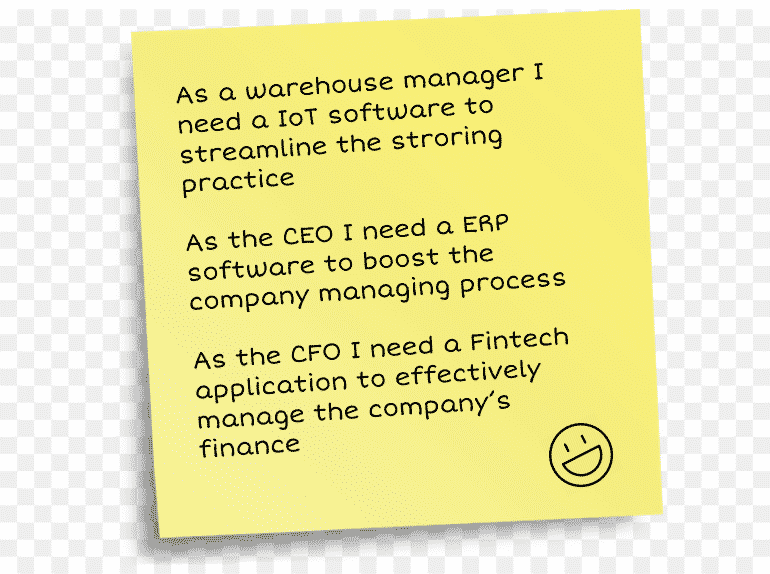 As a warehouse manager I
need a IoT software to
streamline the stroring
practice
As the CEO I need a ERP
software to boost the
company managing process
As the CFO I need a Fintech
application to effectively
manage the company's
finance